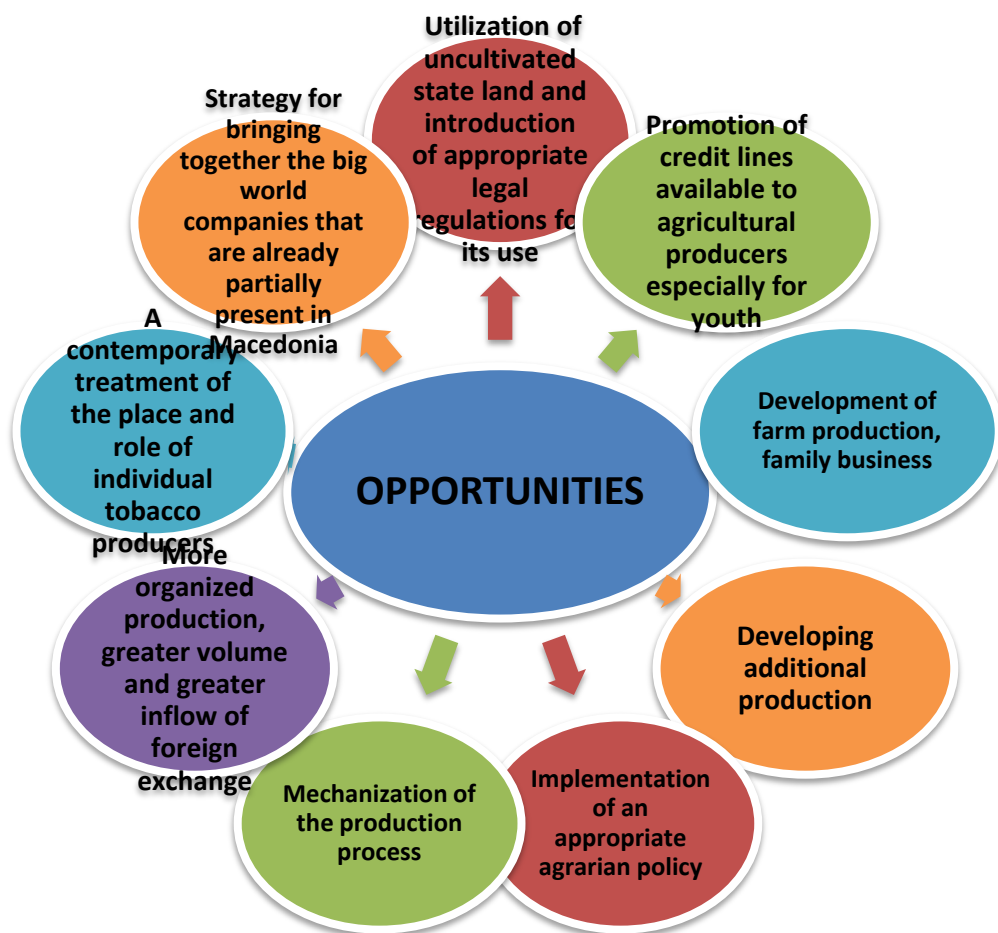 Utilization of
uncultivated
state land and
introduction
of appropriate
legal
regulations for
its use
Promotion of
credit lines
available to
agricultural
producers
especially for
youth
Development of
farm production,
family business
Developing
additional
production
Implementation
of an
appropriate
agrarian policy
Mechanization of
the production
process
More
organized
production,
greater volume
and greater
inflow of
foreign
exchange
A
contemporary
treatment of
the place and
role of
individual
tobacco
producers
Strategy for
bringing
together the big
world
companies that
are already
partially
present in
Macedonia
OPPORTUNITIES